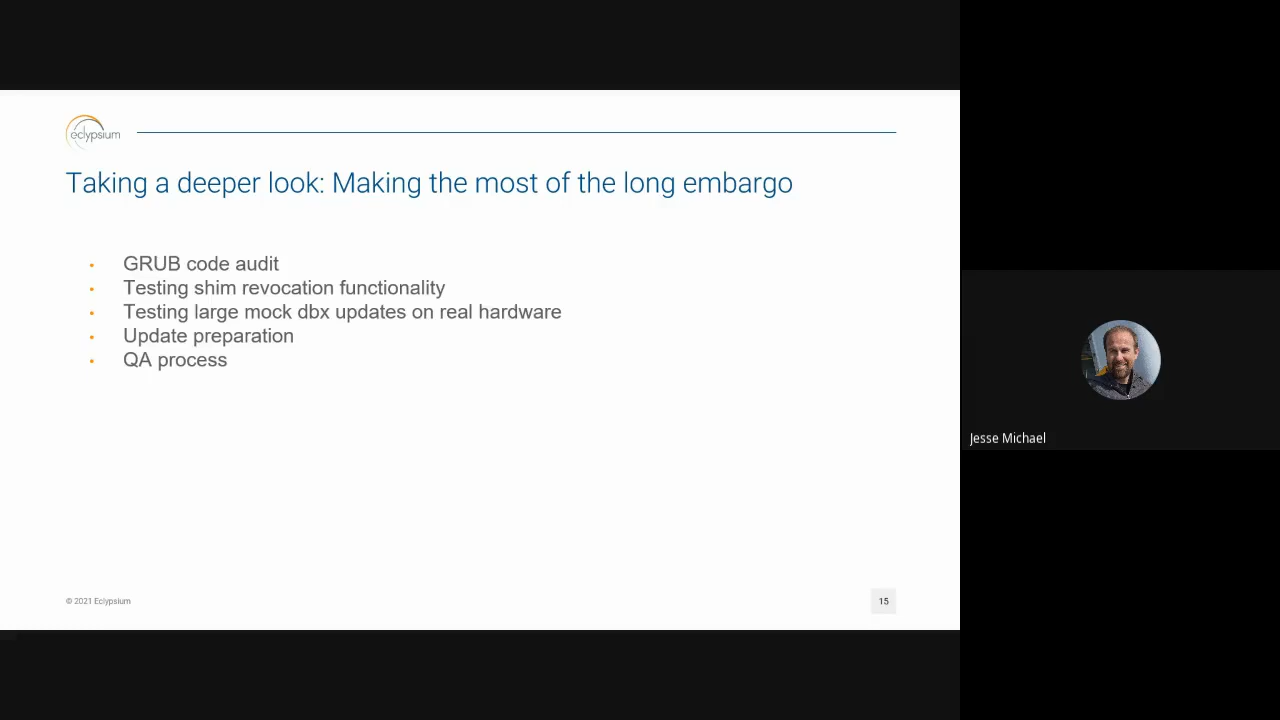 eclypsium
Taking a deeper look: Making the most of the long embargo
• GRUB code audit
• Testing shim revocation functionality
• Testing large mock dbx updates on real hardware
• Update preparation
• QA process
Jesse Michael
© 2021 Eclypsium
15